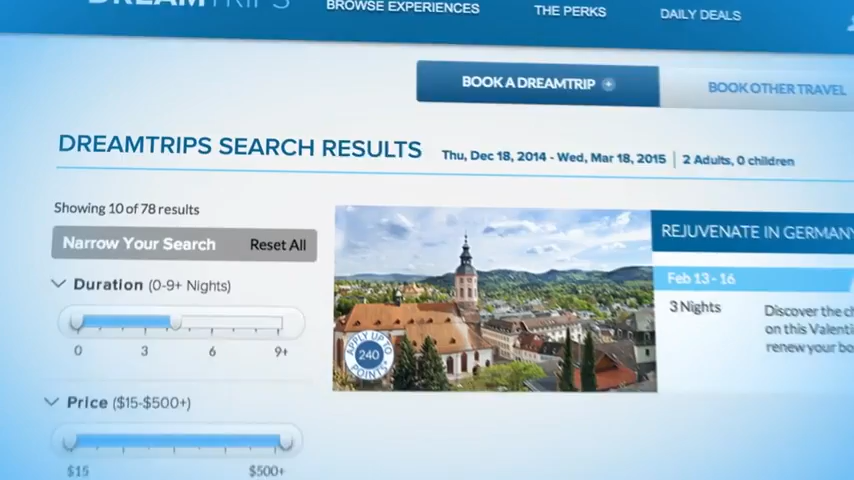 DREAMTRIPS
BROWSE EXPERIENCES
THE PERKS
DAILY DEALS
BOOK A DREAMTRIP +
BOOK OTHER TRAVEL
DREAMTRIPS SEARCH RESULTS
Thu, Dec 18, 2014 - Wed, Mar 18, 2015 | 2 Adults, 0 children
Showing 10 of 78 results
Narrow Your Search Reset All
Duration (0-9+ Nights)
0 3 6 9+
Price ($15-$500+)
$15 $500+
APPLY UP TO
240
POINTS*
REJUVENATE IN GERMANY
Feb 13 - 16
3 Nights
Discover the
on this
renew your